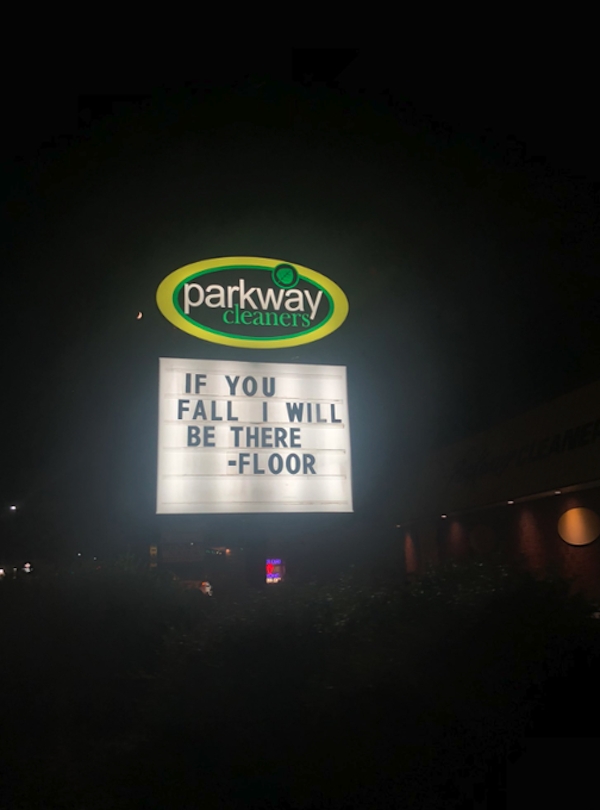 parkway
cleaners
IF YOU
FALL I WILL
BE THERE
-FLOOR